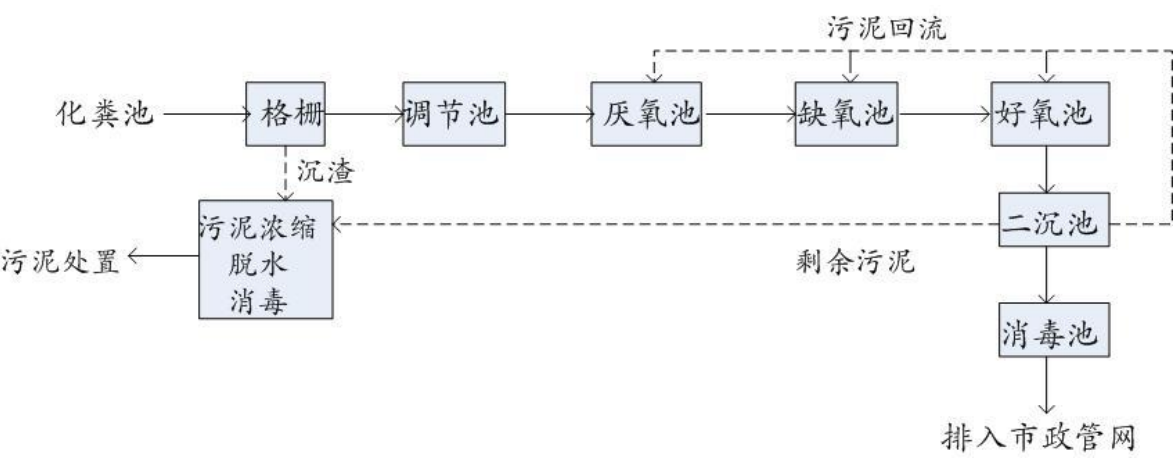 污泥回流
化粪池
格栅
调节池
厌氧池
缺氧池
好氧池
沉渣
污泥浓缩
脱水
消毒
二沉池
污泥处置
剩余污泥
消毒池
排入市政管网